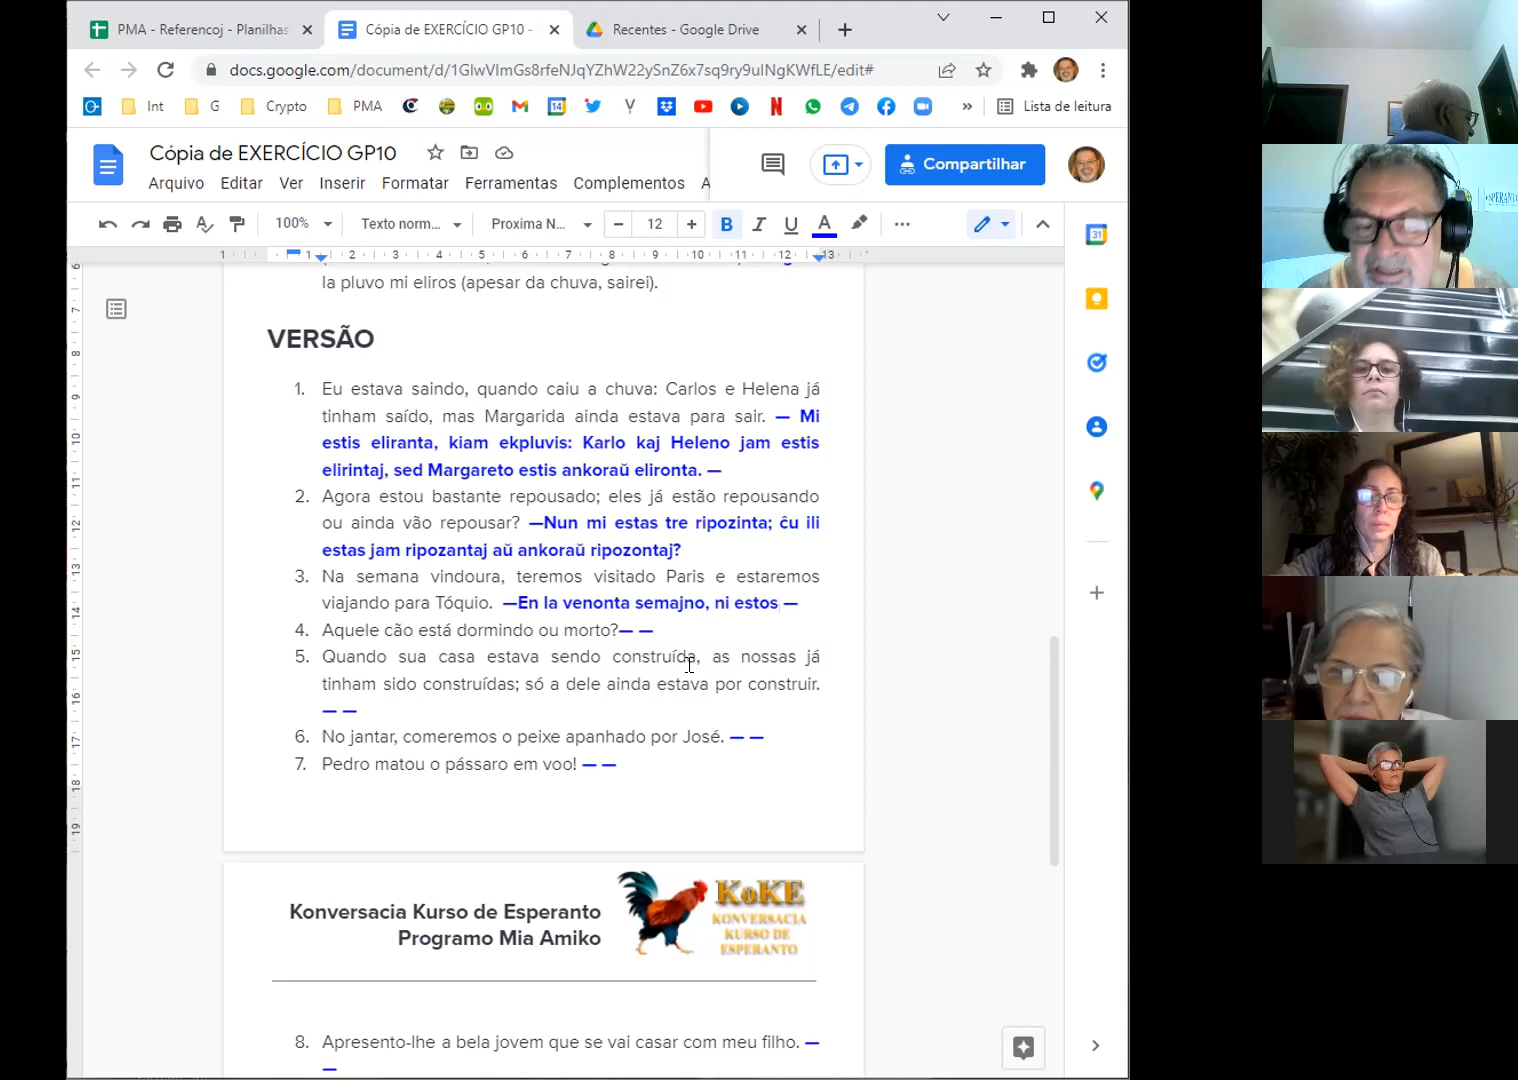 PMA - Referencoj - Planilhas
Cópia de EXERCÍCIO GP10 -
Recentes - Google Drive
docs.google.com/document/d/1GlwVImGs8rfeNJqYZhW22ySnZ6x7sq9ry9ulNgKWfLE/edit#
Int
G
Crypto
PMA
Lista de leitura
Cópia de EXERCÍCIO GP10
Compartilhar
Arquivo Editar Ver Inserir Formatar Ferramentas Complementos A
100% Texto norm... Proxima N... 12 B I U A
la pluvo mi eliros (apesar da chuva, sairei).
VERSÃO
1. Eu estava saindo, quando caiu a chuva: Carlos e Helena já
tinham saído, mas Margarida ainda estava para sair. — Mi
estis eliranta, kiam ekpluvis: Karlo kaj Heleno jam estis
elirintaj, sed Margareto estis ankoraŭ elironta. —
2. Agora estou bastante repousado; eles já estão repousando
ou ainda vão repousar? —Nun mi estas tre ripozinta; ĉu ili
estas jam ripozantaj aŭ ankoraŭ ripozontaj?
3. Na semana vindoura, teremos visitado Paris e estaremos
viajando para Tóquio. —En la venonta semajno, ni estos —
4. Aquele cão está dormindo ou morto?— —
5. Quando sua casa estava sendo construída, as nossas já
tinham sido construídas; só a dele ainda estava por construir.
— —
6. No jantar, comeremos o peixe apanhado por José. — —
7. Pedro matou o pássaro em voo! — —
Konversacia Kurso de Esperanto
Programo Mia Amiko
KoKE
KONVERSACIA
KURSO DE
ESPERANTO
8. Apresento-lhe a bela jovem que se vai casar com meu filho. —
—